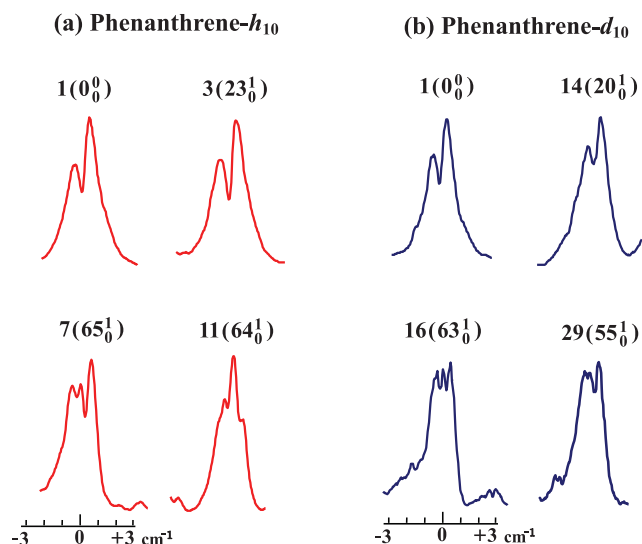 (a) Phenanthrene-h₁₀ (b) Phenanthrene-d₁₀
1(0⁰₀) 3(23¹₀) 1(0⁰₀) 14(20¹₀)
7(65¹₀) 11(64¹₀) 16(63¹₀) 29(55¹₀)
-3 0 +3 cm⁻¹ -3 0 +3 cm⁻¹